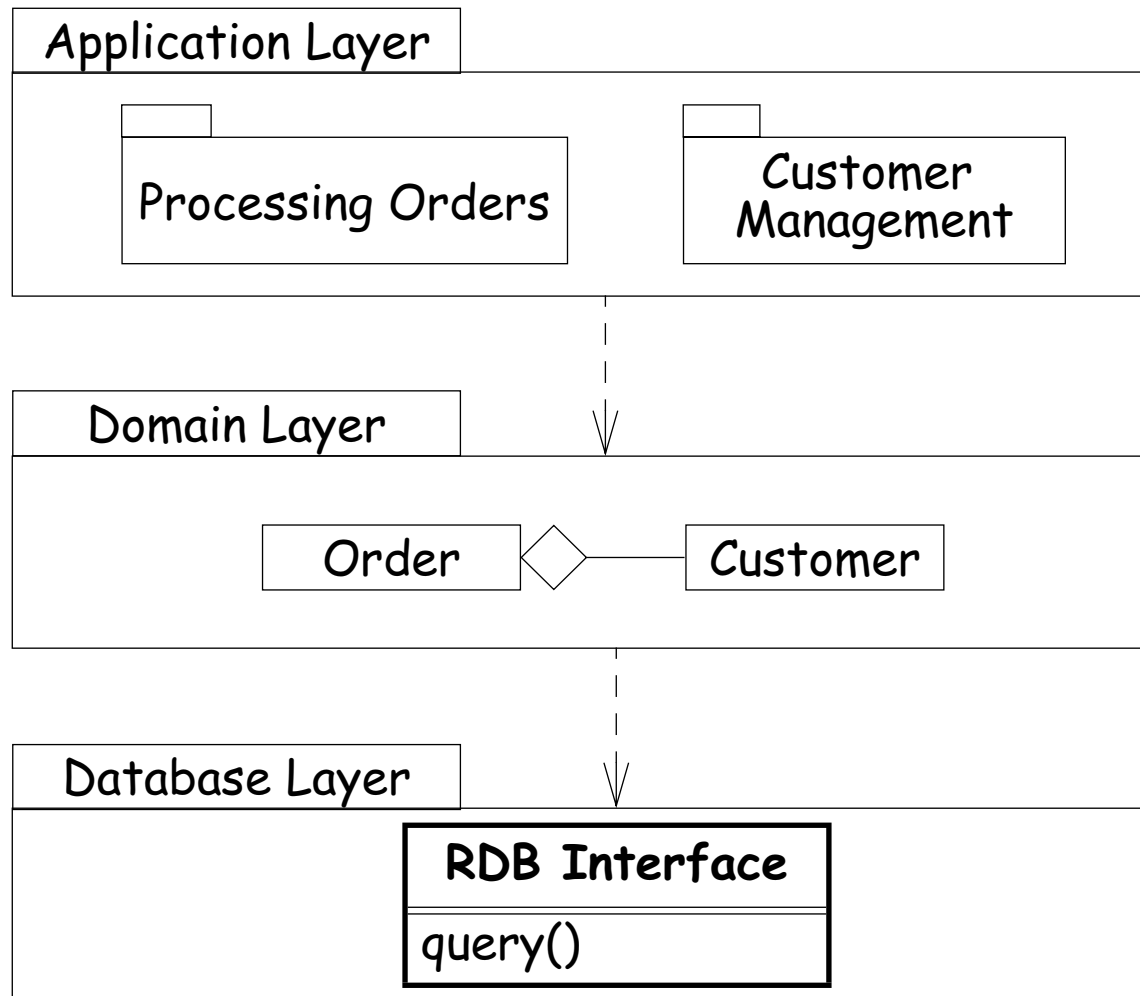 Application Layer
Processing Orders
Customer
Management
Domain Layer
Order
Customer
Database Layer
RDB Interface
query()